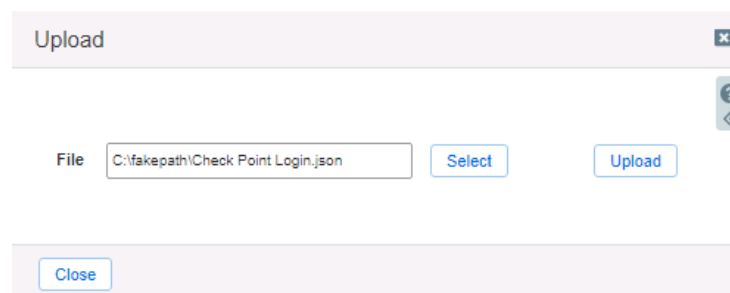 Upload
File C:\fakepath\Check Point Login.json Select Upload
Close